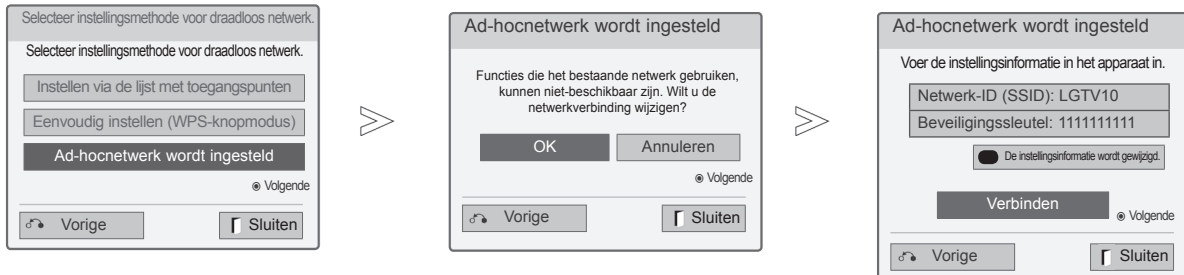 Selecteer instellingsmethode voor draadloos netwerk.
Selecteer instellingsmethode voor draadloos netwerk.
Instellen via de lijst met toegangspunten
Eenvoudig instellen (WPS-knopmodus)
Ad-hocnetwerk wordt ingesteld
Volgende
Vorige
Sluiten
Ad-hocnetwerk wordt ingesteld
Functies die het bestaande netwerk gebruiken,
kunnen niet-beschikbaar zijn. Wilt u de
netwerkverbinding wijzigen?
OK
Annuleren
Volgende
Vorige
Sluiten
Ad-hocnetwerk wordt ingesteld
Voer de instellingsinformatie in het apparaat in.
Netwerk-ID (SSID): LGTV10
Beveiligingssleutel: 1111111111
De instellingsinformatie wordt gewijzigd.
Verbinden
Volgende
Vorige
Sluiten